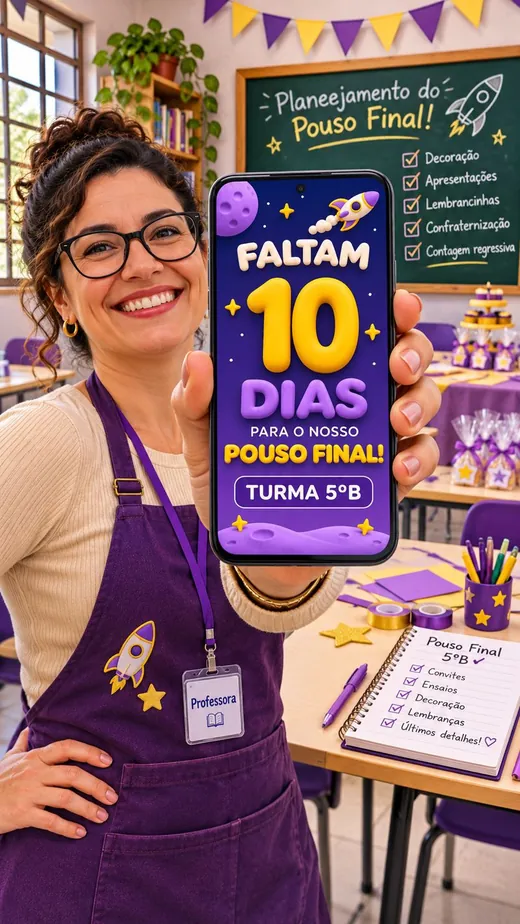 Planeejamento do
Pouso Final!
Decoração
Apresentações
Lembrancinhas
Confraternização
Contagem regressiva
FALTAM
10
DIAS
PARA O NOSSO
POUSO FINAL!
TURMA 5ºB
Professora
Pouso Final
5ºB
Convites
Ensaios
Decoração
Lembranças
Últimos detalhes!